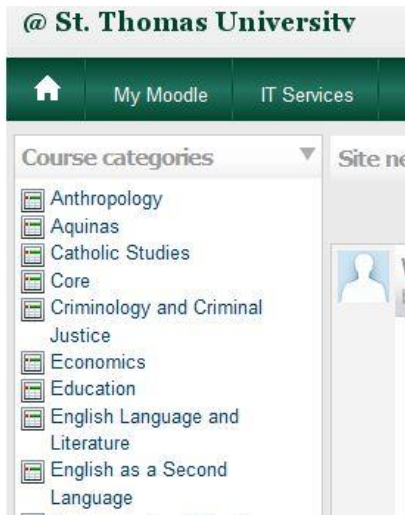 @ St. Thomas University
My Moodle IT Services
Course categories
Site
Anthropology
Aquinas
Catholic Studies
Core
Criminology and Criminal
Justice
Economics
Education
English Language and
Literature
English as a Second
Language